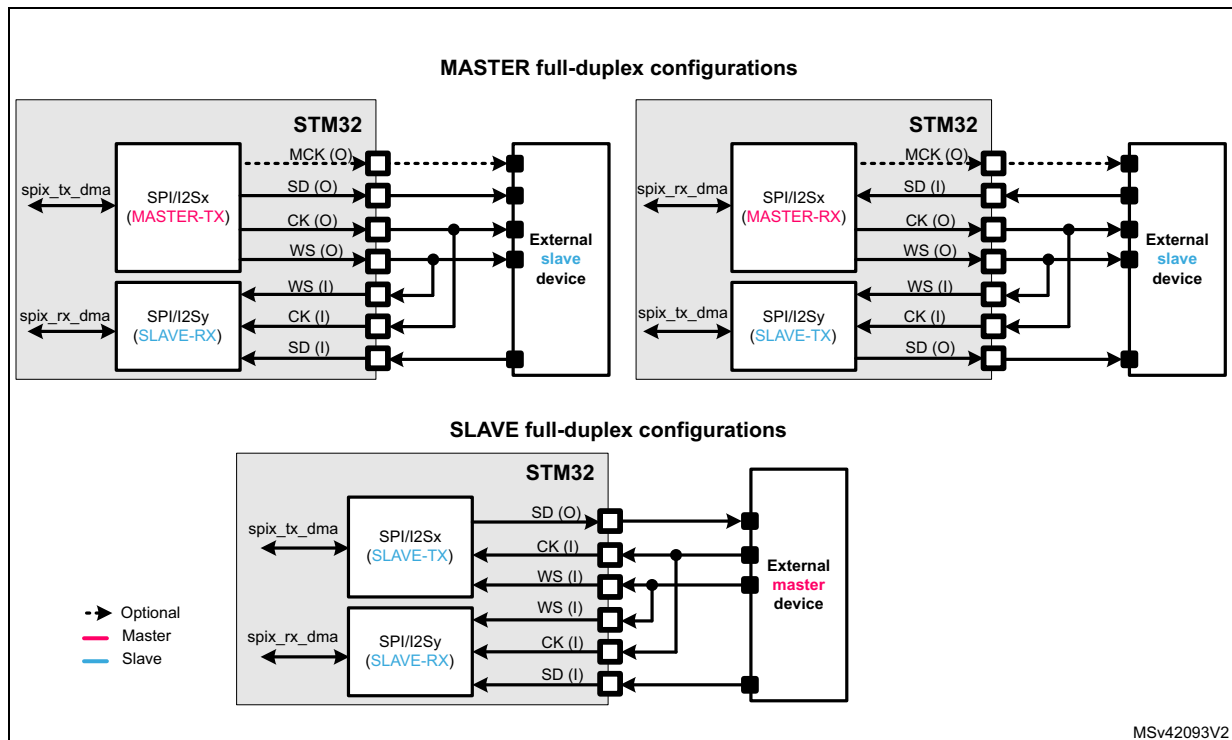 MASTER full-duplex configurations
STM32
MCK (O)
spix_tx_dma
SD (O)
SPI/I2Sx
(MASTER-TX)
CK (O)
WS (O)
External
slave
device
WS (I)
spix_rx_dma
SPI/I2Sy
(SLAVE-RX)
CK (I)
SD (I)
STM32
MCK (O)
spix_rx_dma
SD (I)
SPI/I2Sx
(MASTER-RX)
CK (O)
WS (O)
External
slave
device
WS (I)
spix_tx_dma
SPI/I2Sy
(SLAVE-TX)
CK (I)
SD (O)
SLAVE full-duplex configurations
STM32
SD (O)
spix_tx_dma
SPI/I2Sx
(SLAVE-TX)
CK (I)
WS (I)
External
master
device
WS (I)
spix_rx_dma
SPI/I2Sy
(SLAVE-RX)
CK (I)
SD (I)
Optional
Master
Slave
MSv42093V2